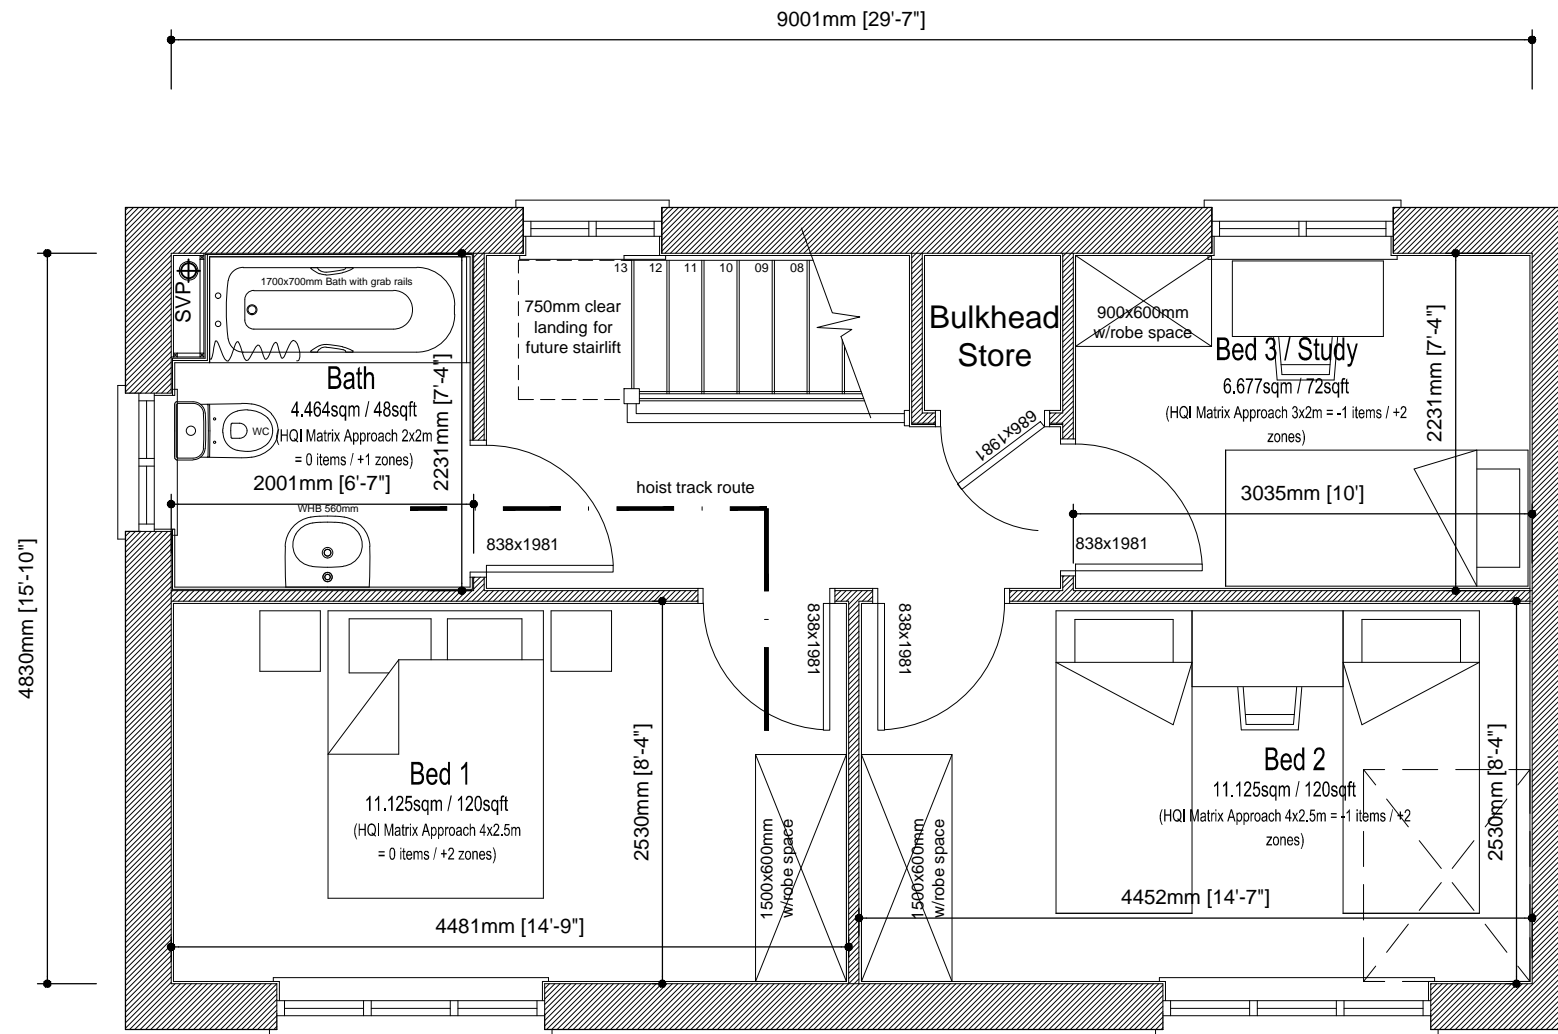 9001mm [29'-7"]
4830mm [15'-10"]
SVP
1700x700mm Bath with grab rails
Bath
4.464sqm / 48sqft
(HQI Matrix Approach 2x2m
= 0 items / +1 zones)
WC
2231mm [7'-4"]
2001mm [6'-7"]
WHB 560mm
838x1981
13 12 11 10 09 08
750mm clear
landing for
future stairlift
hoist track route
Bulkhead
Store
686x1981
900x600mm
w/robe space
Bed 3 / Study
6.677sqm / 72sqft
(HQI Matrix Approach 3x2m = -1 items / +2
zones)
2231mm [7'-4"]
3035mm [10']
838x1981
838x1981
838x1981
Bed 1
11.125sqm / 120sqft
(HQI Matrix Approach 4x2.5m
= 0 items / +2 zones)
2530mm [8'-4"]
4481mm [14'-9"]
1500x600mm
w/robe space
1500x600mm
w/robe space
Bed 2
11.125sqm / 120sqft
(HQI Matrix Approach 4x2.5m = -1 items / +2
zones)
2530mm [8'-4"]
4452mm [14'-7"]